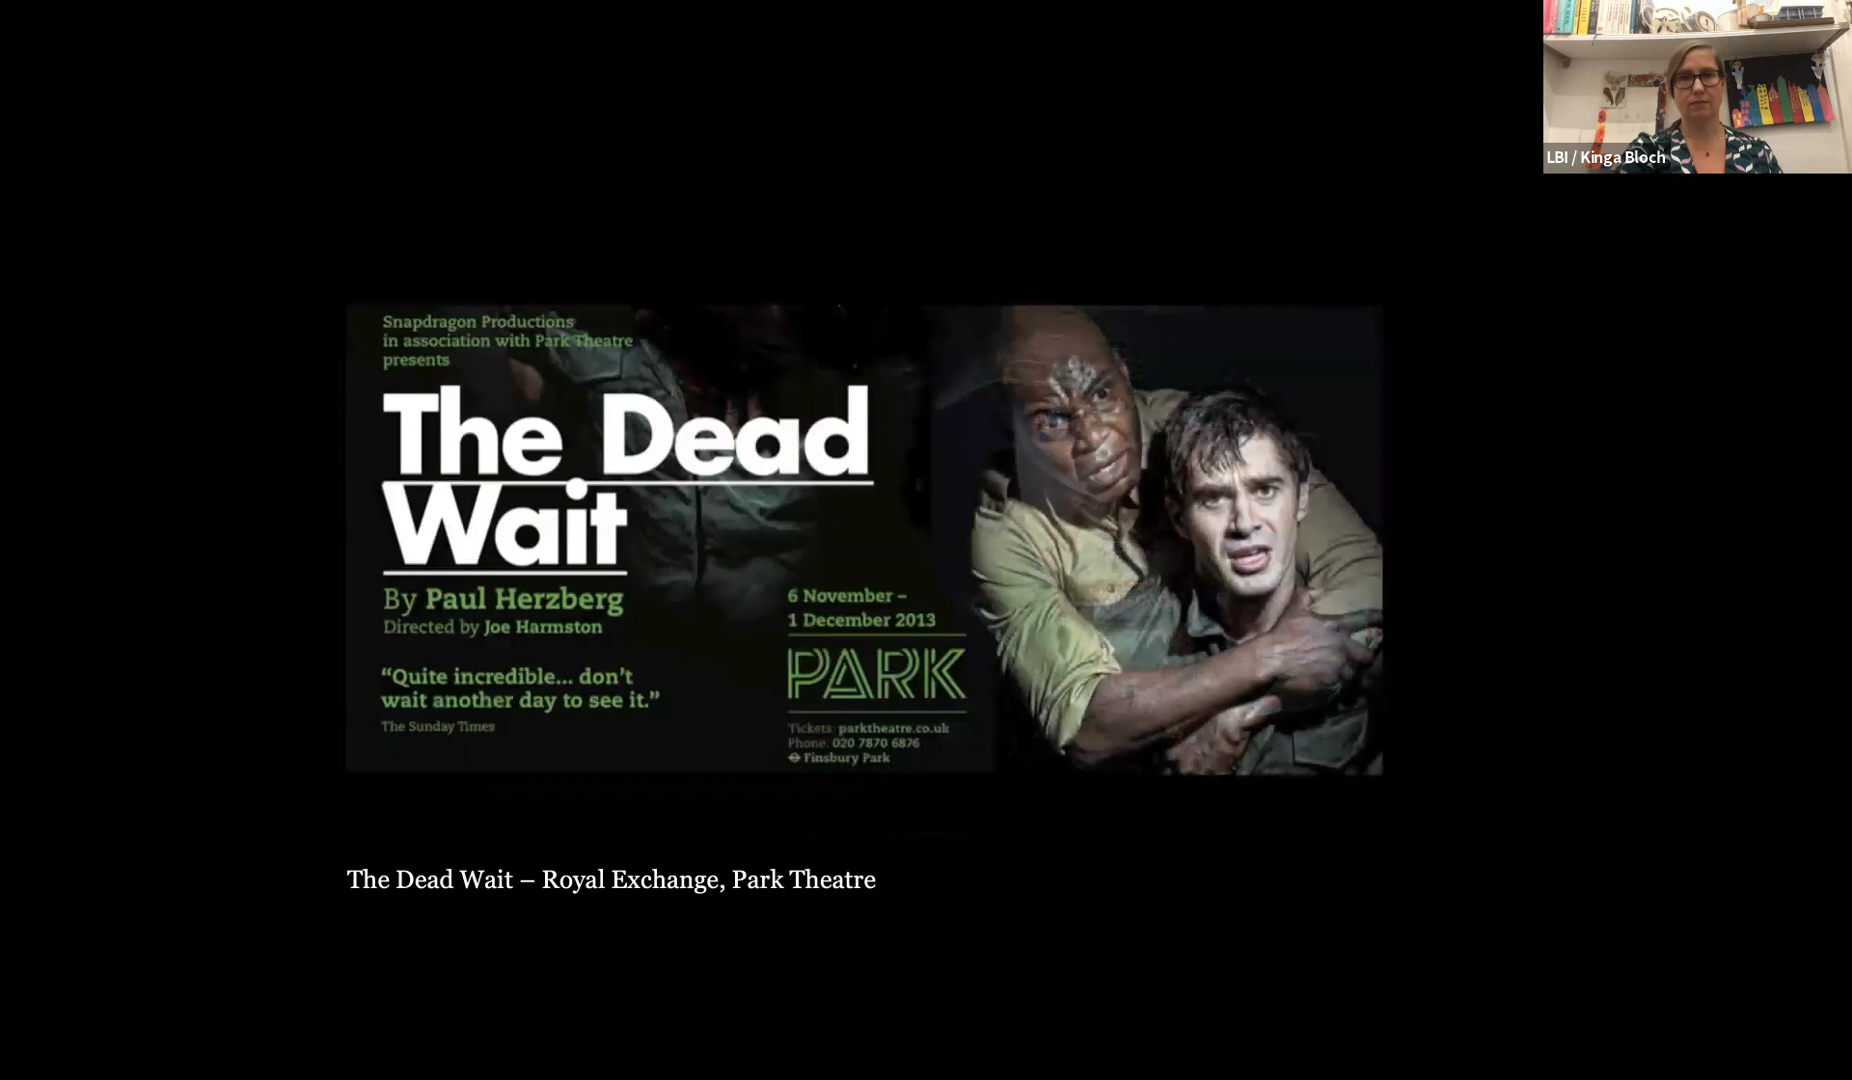 LBI / Kinga Bloch
Snapdragon Productions
in association with Park Theatre
presents
The Dead
Wait
By Paul Herzberg
Directed by Joe Harmston
“Quite incredible... don’t
wait another day to see it.”
The Sunday Times
6 November –
1 December 2013
PARK
Tickets: parktheatre.co.uk
Phone: 020 7870 6876
Finsbury Park
The Dead Wait – Royal Exchange, Park Theatre